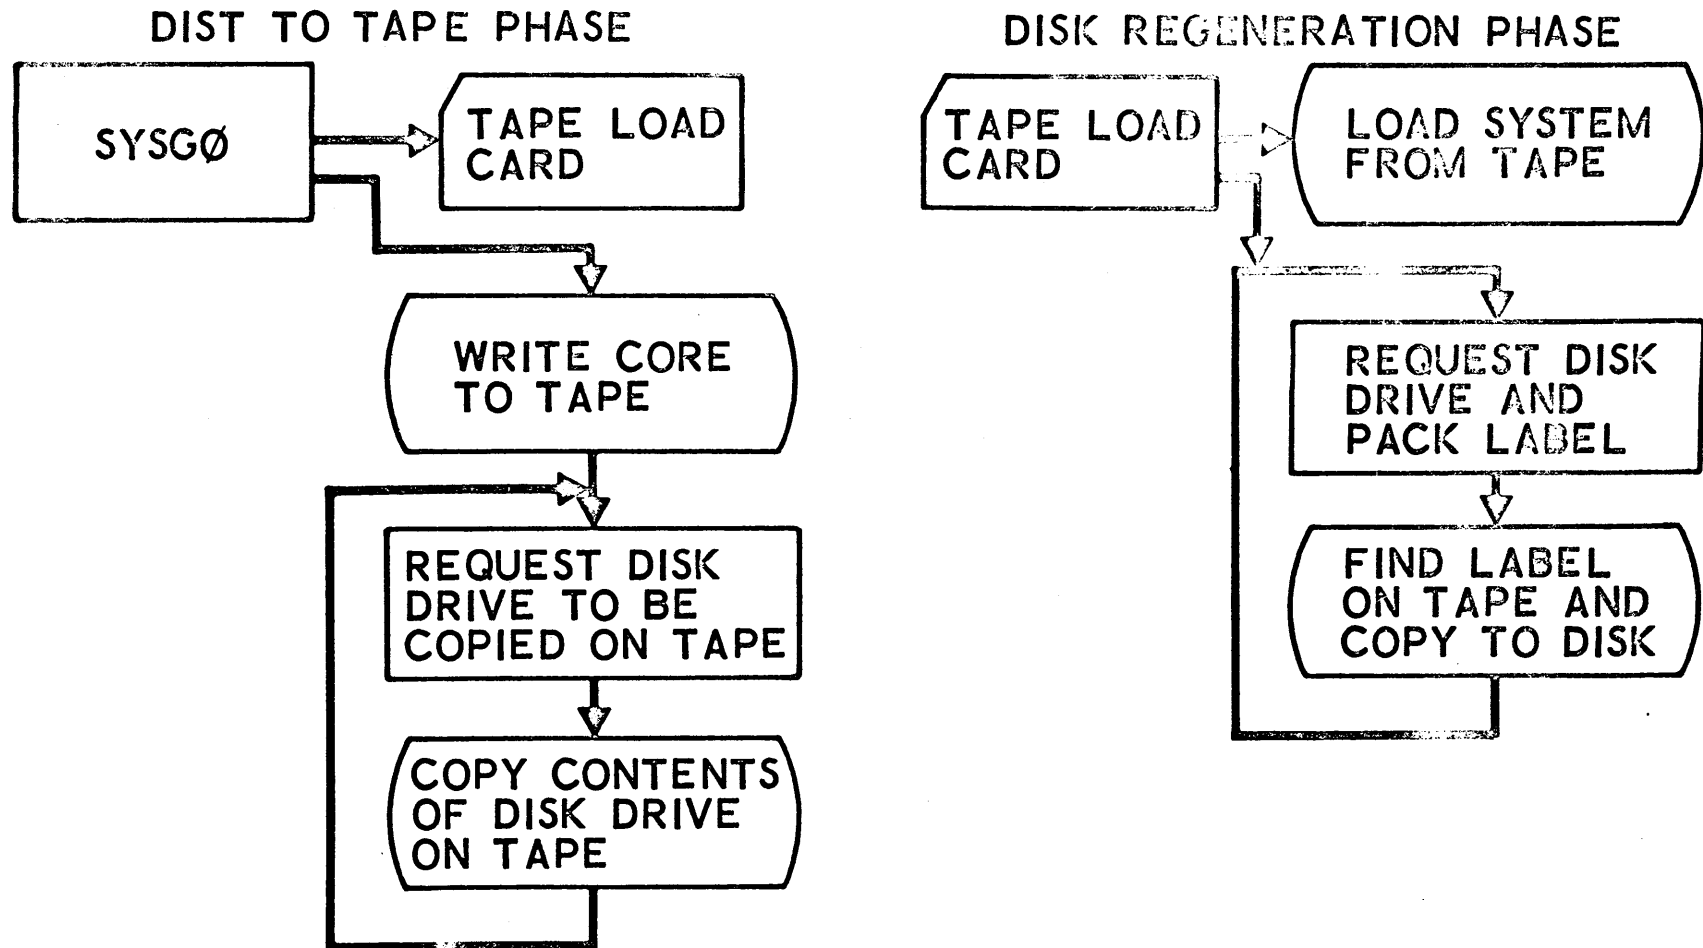 DIST TO TAPE PHASE
SYSGØ
TAPE LOAD
CARD
WRITE CORE
TO TAPE
REQUEST DISK
DRIVE TO BE
COPIED ON TAPE
COPY CONTENTS
OF DISK DRIVE
ON TAPE
DISK REGENERATION PHASE
TAPE LOAD
CARD
LOAD SYSTEM
FROM TAPE
REQUEST DISK
DRIVE AND
PACK LABEL
FIND LABEL
ON TAPE AND
COPY TO DISK